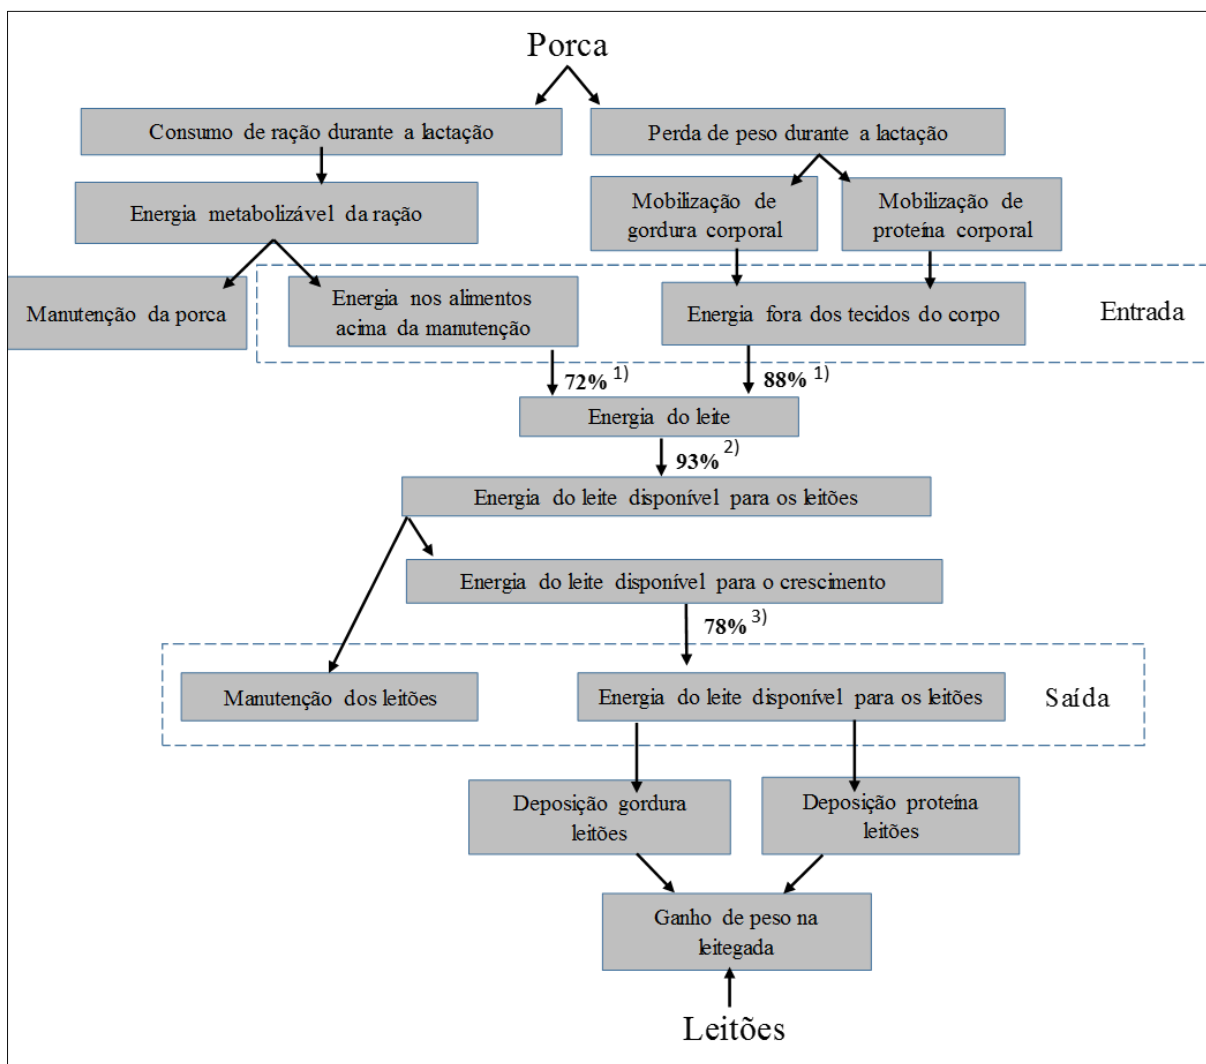 Porca
Consumo de ração durante a lactação
Perda de peso durante a lactação
Energia metabolizável da ração
Mobilização de
gordura corporal
Mobilização de
proteína corporal
Manutenção da porca
Energia nos alimentos
acima da manutenção
Energia fora dos tecidos do corpo
Entrada
72% 1)
88% 1)
Energia do leite
93% 2)
Energia do leite disponível para os leitões
Energia do leite disponível para o crescimento
78% 3)
Manutenção dos leitões
Energia do leite disponível para os leitões
Saída
Deposição gordura
leitões
Deposição proteína
leitões
Ganho de peso na
leitegada
Leitões